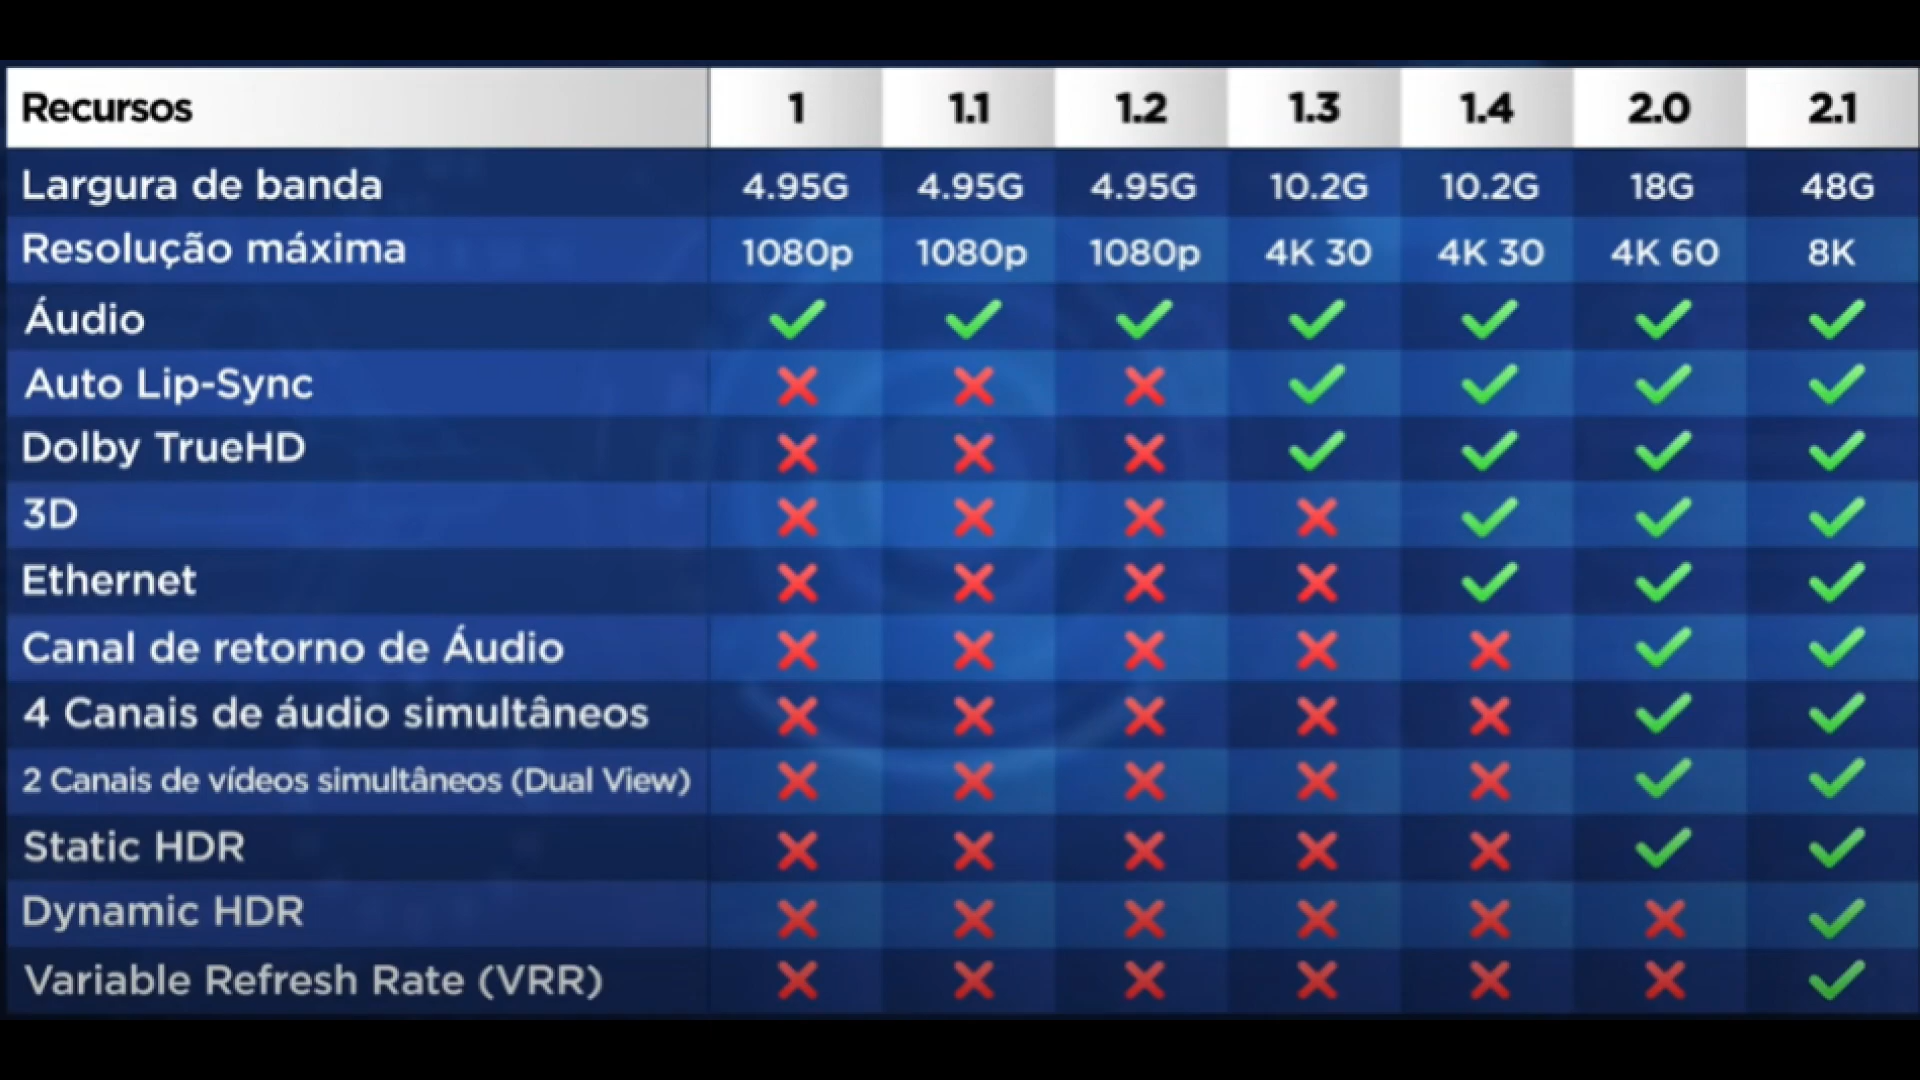 Recursos 1 1.1 1.2 1.3 1.4 2.0 2.1
Largura de banda 4.95G 4.95G 4.95G 10.2G 10.2G 18G 48G
Resolução máxima 1080p 1080p 1080p 4K 30 4K 30 4K 60 8K
Áudio
Auto Lip-Sync
Dolby TrueHD
3D
Ethernet
Canal de retorno de Áudio
4 Canais de áudio simultâneos
2 Canais de vídeos simultâneos (Dual View)
Static HDR
Dynamic HDR
Variable Refresh Rate (VRR)